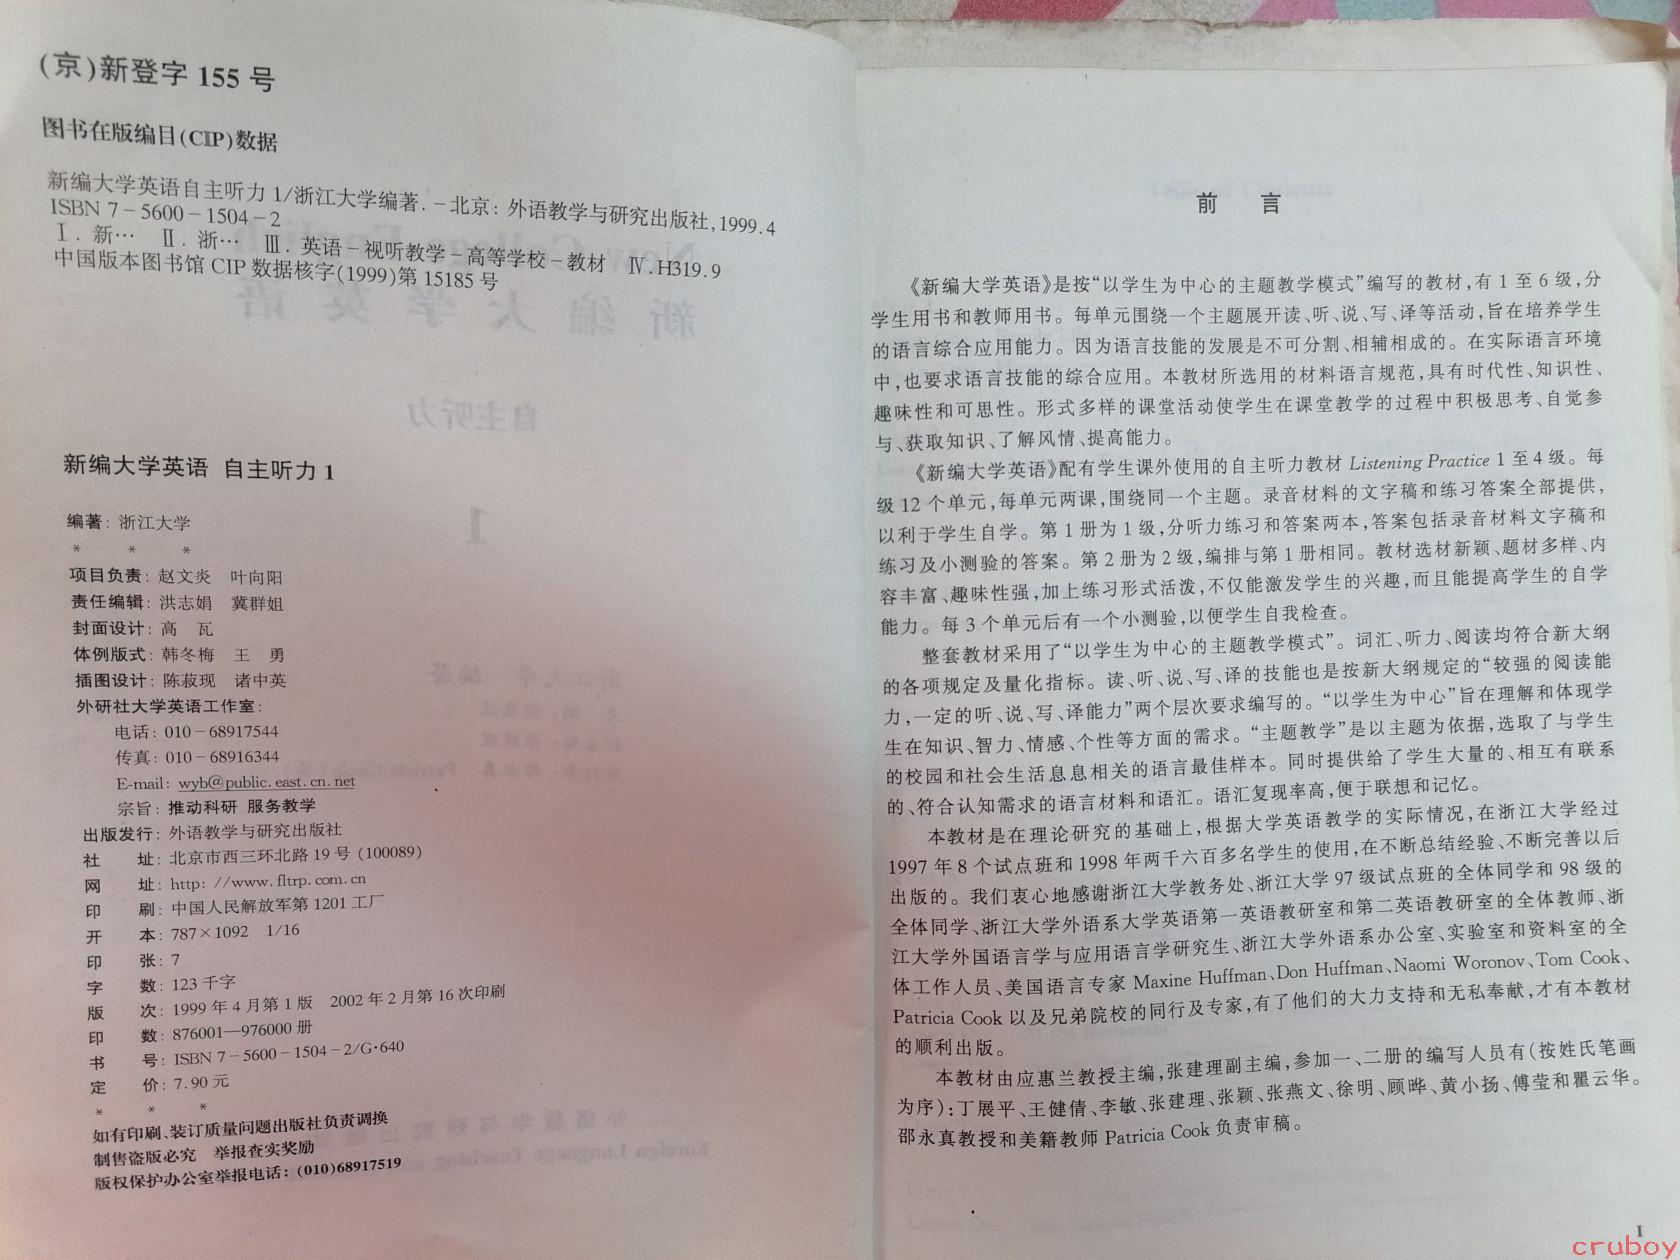 (京)新登字 155 号
图书在版编目(CIP)数据
新编大学英语自主听力 1/浙江大学编著.－北京: 外语教学与研究出版社,1999.4
ISBN 7－5600－1504－2
Ⅰ. 新… Ⅱ. 浙… Ⅲ. 英语－视听教学－高等学校－教材 Ⅳ.H319.9
中国版本图书馆 CIP 数据核字(1999)第 15185 号
新编大学英语 自主听力 1
编著: 浙江大学
* * *
项目负责: 赵文炎 叶向阳
责任编辑: 洪志娟 冀群姐
封面设计: 高 瓦
体例版式: 韩冬梅 王 勇
插图设计: 陈菽现 诸中英
外研社大学英语工作室:
电话: 010－68917544
传真: 010－68916344
E-mail: wyb@public.east.cn.net
宗旨: 推动科研 服务教学
出版发行: 外语教学与研究出版社
社 址: 北京市西三环北路 19 号 (100089)
网 址: http: //www.fltrp.com.cn
印 刷: 中国人民解放军第 1201 工厂
开 本: 787×1092 1/16
印 张: 7
字 数: 123 千字
版 次: 1999 年 4 月第 1 版 2002 年 2 月第 16 次印刷
印 数: 876001—976000 册
书 号: ISBN 7－5600－1504－2/G·640
定 价: 7.90 元
* * *
如有印刷、装订质量问题出版社负责调换
制售盗版必究 举报查实奖励
版权保护办公室举报电话: (010)68917519
前 言
《新编大学英语》是按“以学生为中心的主题教学模式”编写的教材,有 1 至 6 级,分
学生用书和教师用书。每单元围绕一个主题展开读、听、说、写、译等活动,旨在培养学生
的语言综合应用能力。因为语言技能的发展是不可分割、相辅相成的。在实际语言环境
中,也要求语言技能的综合应用。本教材所选用的材料语言规范,具有时代性、知识性、
趣味性和可思性。形式多样的课堂活动使学生在课堂教学的过程中积极思考、自觉参
与、获取知识、了解风情、提高能力。
《新编大学英语》配有学生课外使用的自主听力教材 Listening Practice 1 至 4 级。每
级 12 个单元,每单元两课,围绕同一个主题。录音材料的文字稿和练习答案全部提供,
以利于学生自学。第 1 册为 1 级,分听力练习和答案两本,答案包括录音材料文字稿和
练习及小测验的答案。第 2 册为 2 级,编排与第 1 册相同。教材选材新颖、题材多样、内
容丰富、趣味性强,加上练习形式活泼,不仅能激发学生的兴趣,而且能提高学生的自学
能力。每 3 个单元后有一个小测验,以便学生自我检查。
整套教材采用了“以学生为中心的主题教学模式”。词汇、听力、阅读均符合新大纲
的各项规定及量化指标。读、听、说、写、译的技能也是按新大纲规定的“较强的阅读能
力,一定的听、说、写、译能力”两个层次要求编写的。“以学生为中心”旨在理解和体现学
生在知识、智力、情感、个性等方面的需求。“主题教学”是以主题为依据,选取了与学生
的校园和社会生活息息相关的语言最佳样本。同时提供给了学生大量的、相互有联系
的、符合认知需求的语言材料和语汇。语汇复现率高,便于联想和记忆。
本教材是在理论研究的基础上,根据大学英语教学的实际情况,在浙江大学经过
1997 年 8 个试点班和 1998 年两千六百多名学生的使用,在不断总结经验、不断完善以后
出版的。我们衷心地感谢浙江大学教务处、浙江大学 97 级试点班的全体同学和 98 级的
全体同学、浙江大学外语系大学英语第一英语教研室和第二英语教研室的全体教师、浙
江大学外国语言学与应用语言学研究生、浙江大学外语系办公室、实验室和资料室的全
体工作人员、美国语言专家 Maxine Huffman、Don Huffman、Naomi Woronov、Tom Cook、
Patricia Cook 以及兄弟院校的同行及专家,有了他们的大力支持和无私奉献,才有本教材
的顺利出版。
本教材由应惠兰教授主编,张建理副主编,参加一、二册的编写人员有(按姓氏笔画
为序):丁展平、王健倩、李敏、张建理、张颖、张燕文、徐明、顾晔、黄小扬、傅莹和瞿云华。
邵永真教授和美籍教师 Patricia Cook 负责审稿。
I
cruboy